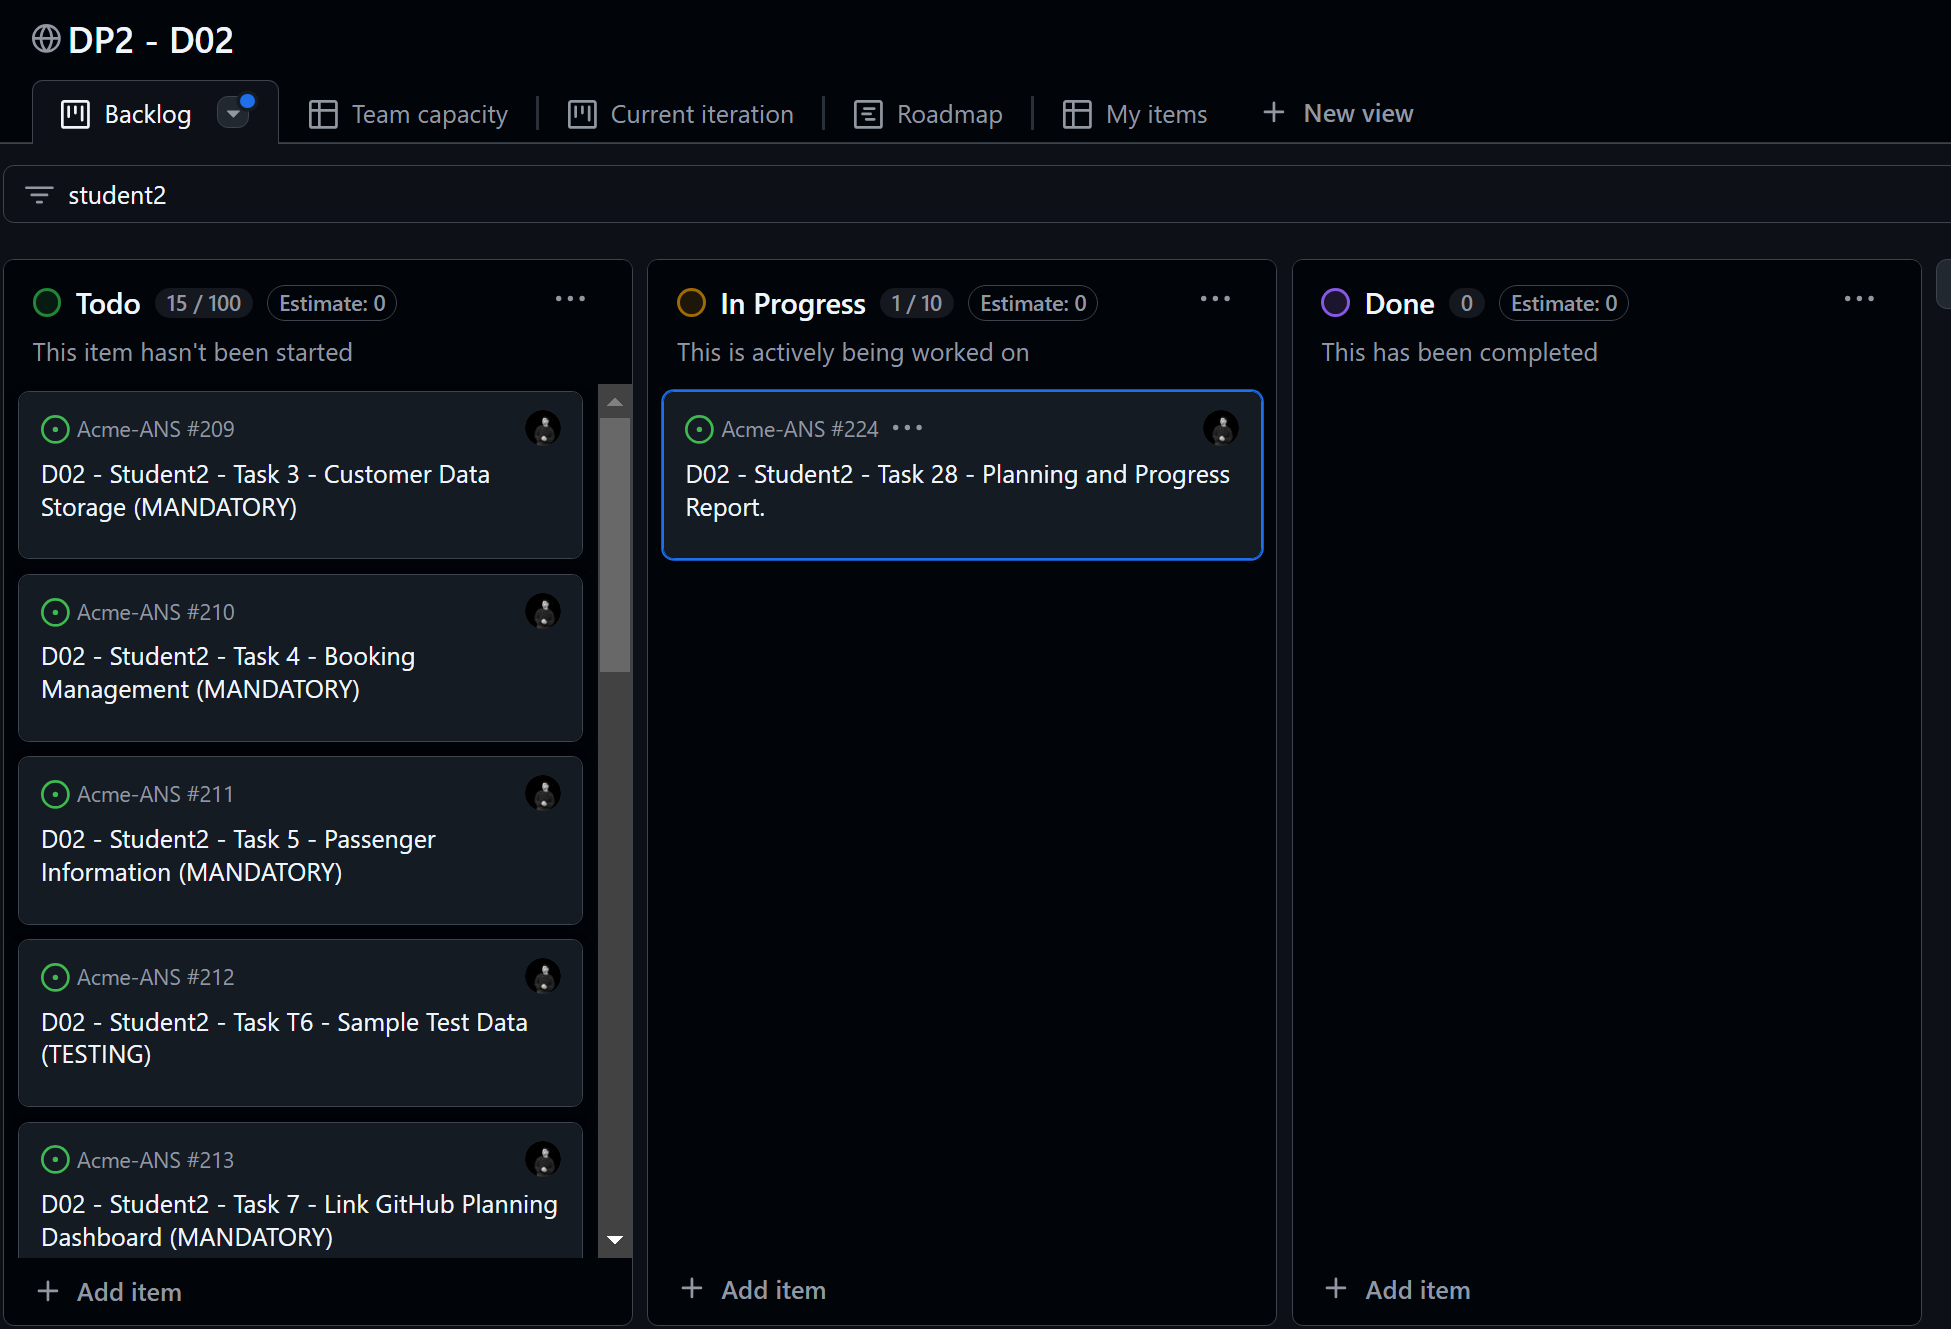 DP2 - D02
Backlog
Team capacity
Current iteration
Roadmap
My items
New view
student2
Todo 15 / 100 Estimate: 0
This item hasn't been started
Acme-ANS #209
D02 - Student2 - Task 3 - Customer Data
Storage (MANDATORY)
Acme-ANS #210
D02 - Student2 - Task 4 - Booking
Management (MANDATORY)
Acme-ANS #211
D02 - Student2 - Task 5 - Passenger
Information (MANDATORY)
Acme-ANS #212
D02 - Student2 - Task T6 - Sample Test Data
(TESTING)
Acme-ANS #213
D02 - Student2 - Task 7 - Link GitHub Planning
Dashboard (MANDATORY)
Add item
In Progress 1 / 10 Estimate: 0
This is actively being worked on
Acme-ANS #224
D02 - Student2 - Task 28 - Planning and Progress
Report.
Add item
Done 0 Estimate: 0
This has been completed
Add item